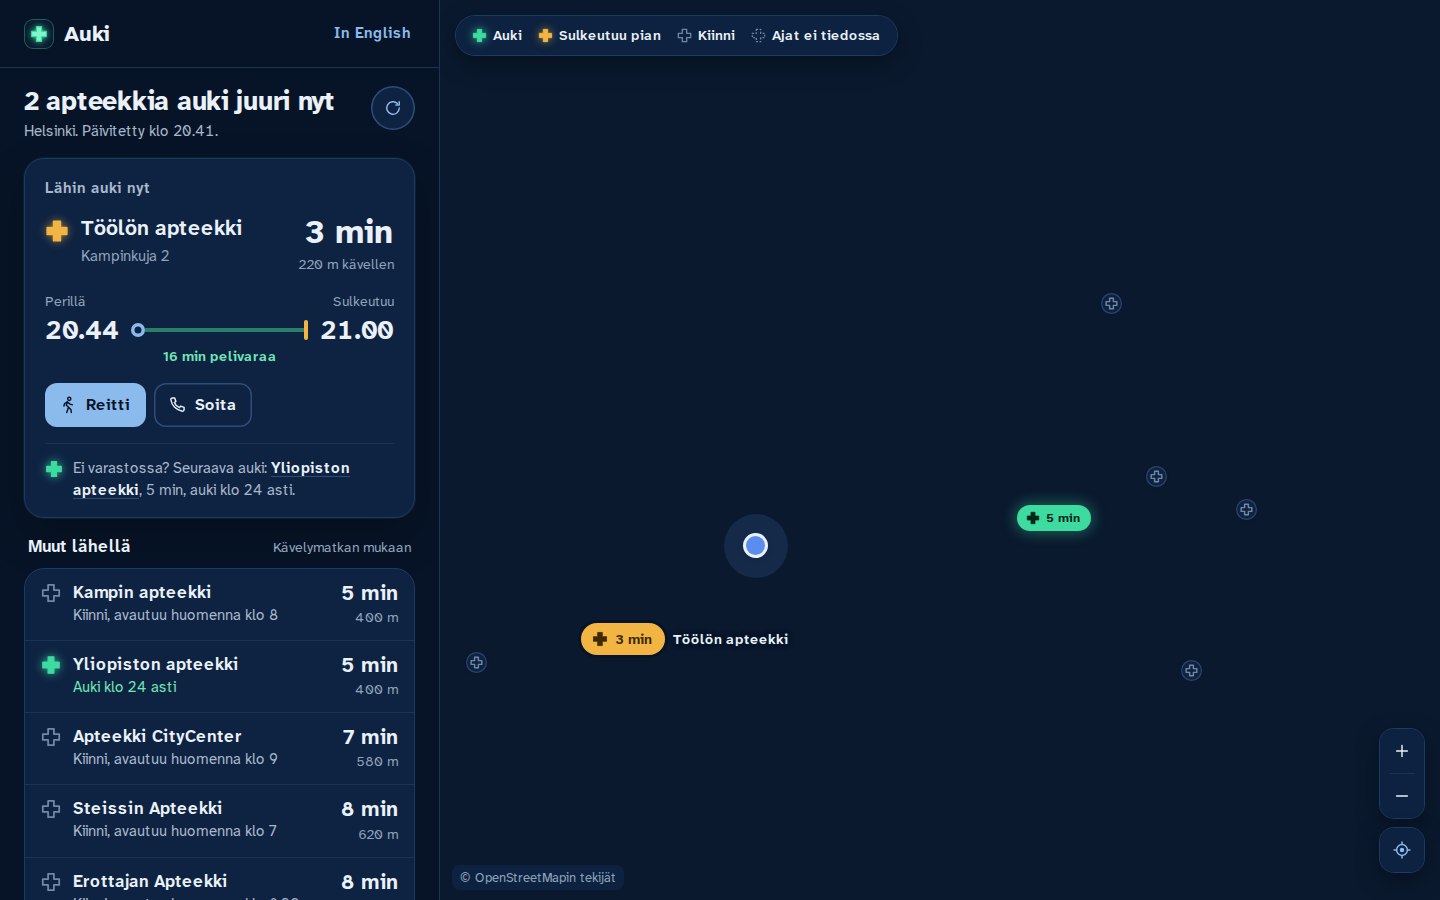 Auki
In English
2 apteekkia auki juuri nyt
Helsinki. Päivitetty klo 20.41.
Lähin auki nyt
Töölön apteekki
3 min
Kampinkuja 2
220 m kävellen
Perillä
Sulkeutuu
20.44
21.00
16 min pelivaraa
Reitti
Soita
Ei varastossa? Seuraava auki: Yliopiston
apteekki, 5 min, auki klo 24 asti.
Muut lähellä
Kävelymatkan mukaan
Kampin apteekki
5 min
Kiinni, avautuu huomenna klo 8
400 m
Yliopiston apteekki
5 min
Auki klo 24 asti
400 m
Apteekki CityCenter
7 min
Kiinni, avautuu huomenna klo 9
580 m
Steissin Apteekki
8 min
Kiinni, avautuu huomenna klo 7
620 m
Erottajan Apteekki
8 min
Auki
Sulkeutuu pian
Kiinni
Ajat ei tiedossa
5 min
3 min
Töölön apteekki
© OpenStreetMapin tekijät